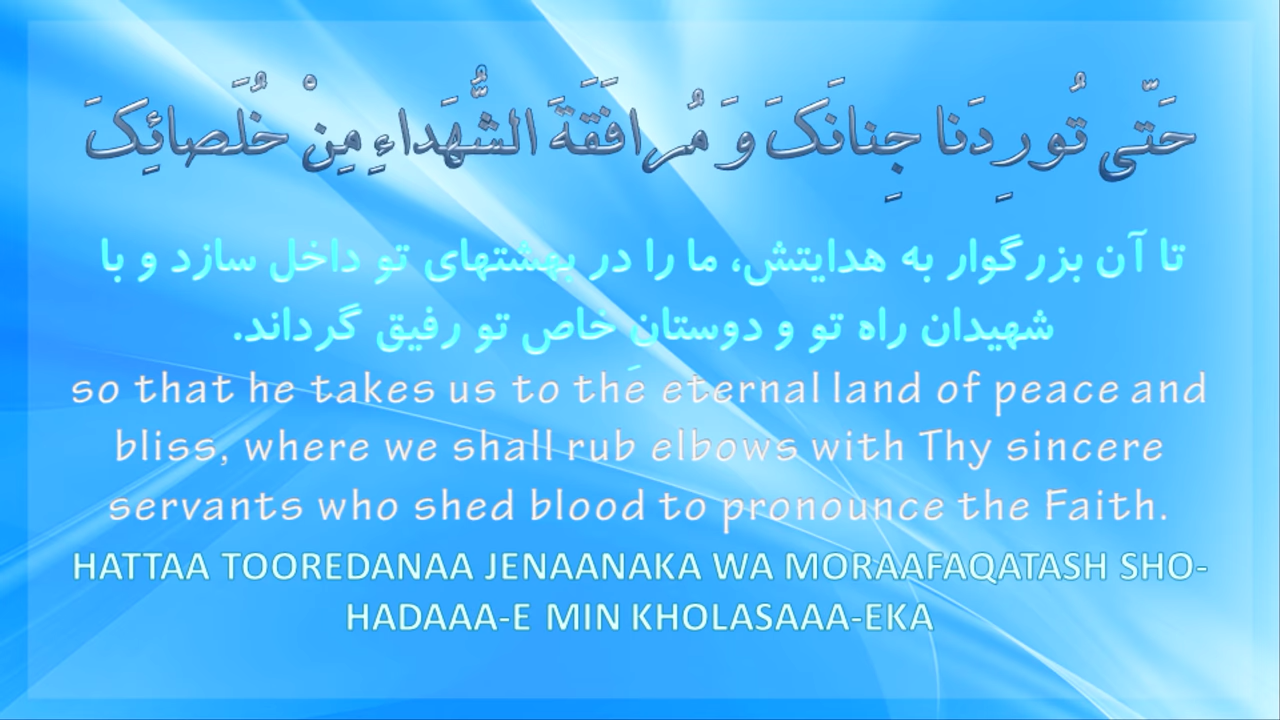 حَتّى تُورِدَنا جِنانَکَ وَ مُرافَقَةَ الشُّهَداءِ مِنْ خُلَصائِکَ
تا آن بزرگوار به هدایتش، ما را در بهشتهای تو داخل سازد و با
شهیدان راه تو و دوستانِ خاص تو رفیق گرداند.
so that he takes us to the eternal land of peace and
bliss, where we shall rub elbows with Thy sincere
servants who shed blood to pronounce the Faith.
HATTAA TOOREDANAA JENAANAKA WA MORAAFAQATASH SHO-
HADAAA-E MIN KHOLASAAA-EKA